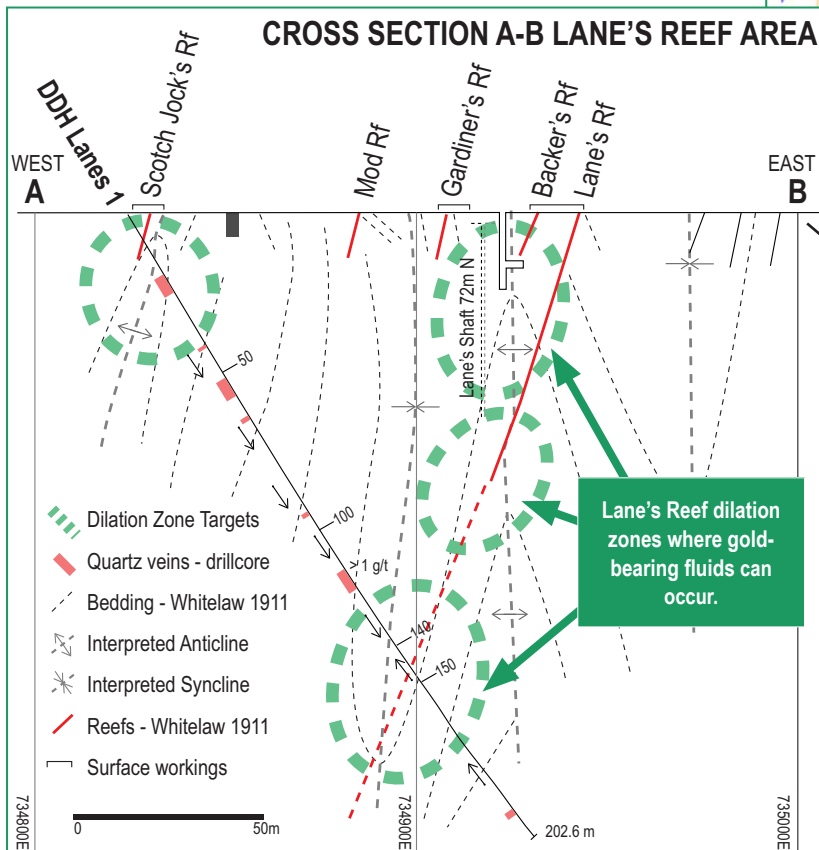 CROSS SECTION A-B LANE'S REEF AREA
DDH Lanes 1
Scotch Jock's Rf
Mod Rf
Gardiner's Rf
Backer's Rf
Lane's Rf
WEST
A
EAST
B
Lane's Shaft 72m N
50
100
>1 g/t
140
150
202.6 m
Lane's Reef dilation
zones where gold-
bearing fluids can
occur.
Dilation Zone Targets
Quartz veins - drillcore
Bedding - Whitelaw 1911
Interpreted Anticline
Interpreted Syncline
Reefs - Whitelaw 1911
Surface workings
0
50m
734800E
734900E
735000E